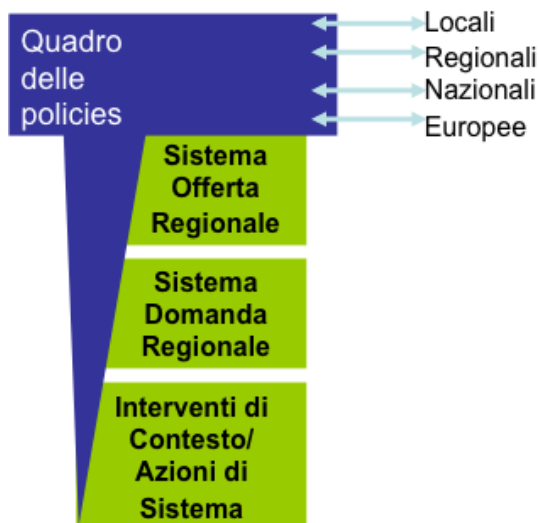 Quadro
delle
policies
Locali
Regionali
Nazionali
Europee
Sistema
Offerta
Regionale
Sistema
Domanda
Regionale
Interventi di
Contesto/
Azioni di
Sistema